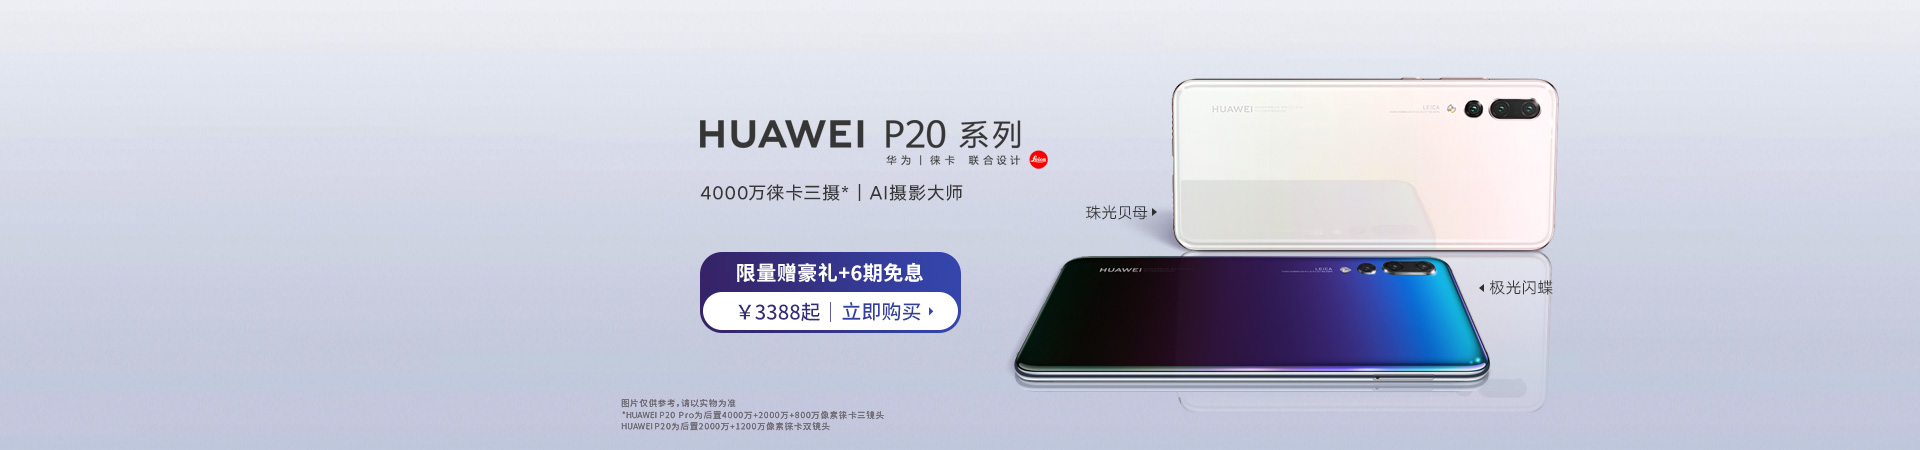 HUAWEI P20 系列
华为 | 徕卡 联合设计 Leica
4000万徕卡三摄* | AI摄影大师
限量赠豪礼+6期免息
¥3388起 | 立即购买
HUAWEI
LEICA
珠光贝母
HUAWEI
LEICA
极光闪蝶
图片仅供参考,请以实物为准
*HUAWEI P20 Pro为后置4000万+2000万+800万像素徕卡三镜头
HUAWEI P20为后置2000万+1200万像素徕卡双镜头